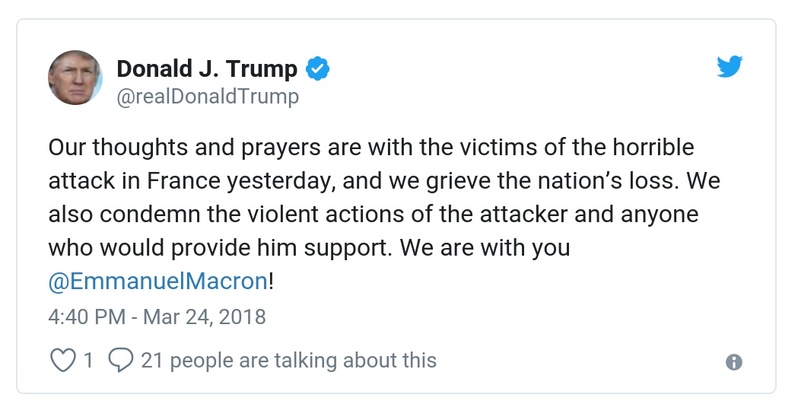 Donald J. Trump
@realDonaldTrump
Our thoughts and prayers are with the victims of the horrible
attack in France yesterday, and we grieve the nation’s loss. We
also condemn the violent actions of the attacker and anyone
who would provide him support. We are with you
@EmmanuelMacron!
4:40 PM - Mar 24, 2018
1 21 people are talking about this